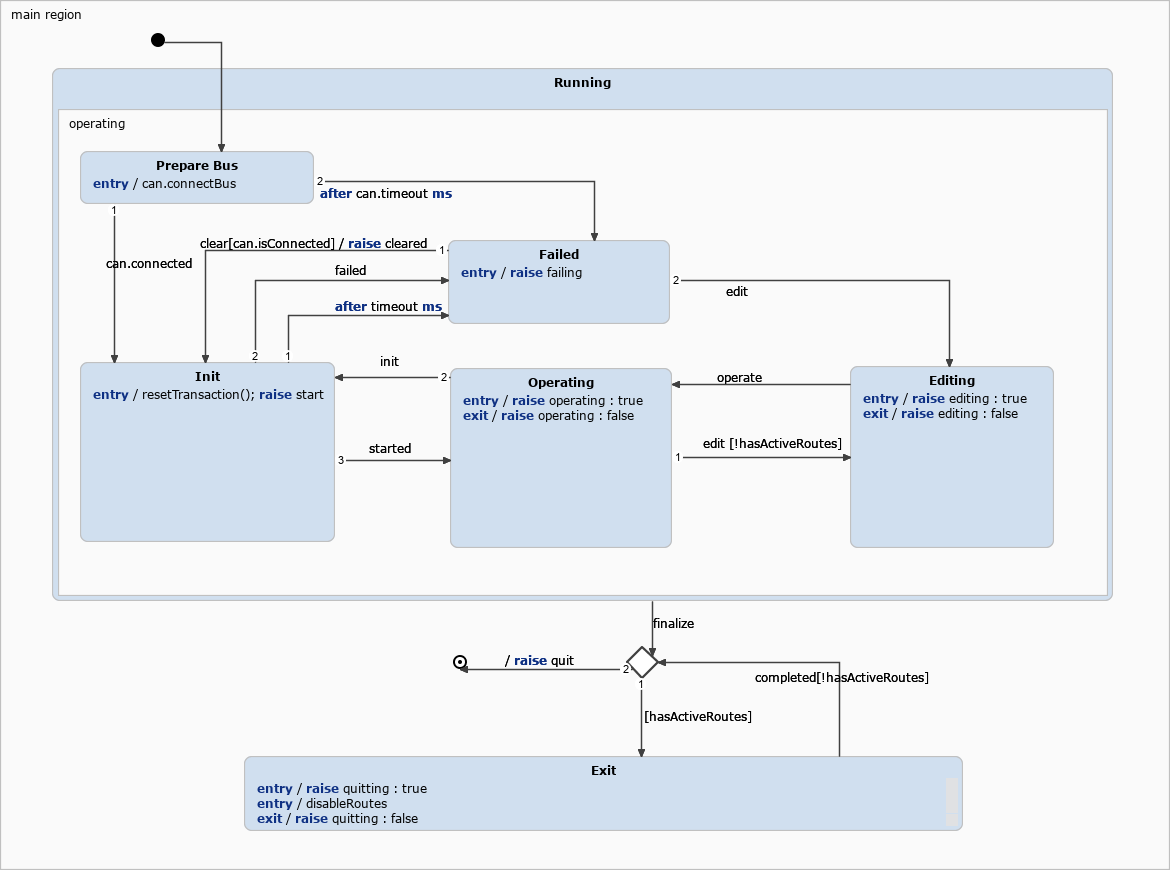 main region
Running
operating
Prepare Bus
entry / can.connectBus
2
after can.timeout ms
1
can.connected
clear[can.isConnected] / raise cleared
1
Failed
entry / raise failing
failed
after timeout ms
2
edit
2
1
Init
entry / resetTransaction(); raise start
init
2
Operating
entry / raise operating : true
exit / raise operating : false
operate
Editing
entry / raise editing : true
exit / raise editing : false
3
started
1
edit [!hasActiveRoutes]
finalize
/ raise quit
2
1
completed[!hasActiveRoutes]
[hasActiveRoutes]
Exit
entry / raise quitting : true
entry / disableRoutes
exit / raise quitting : false